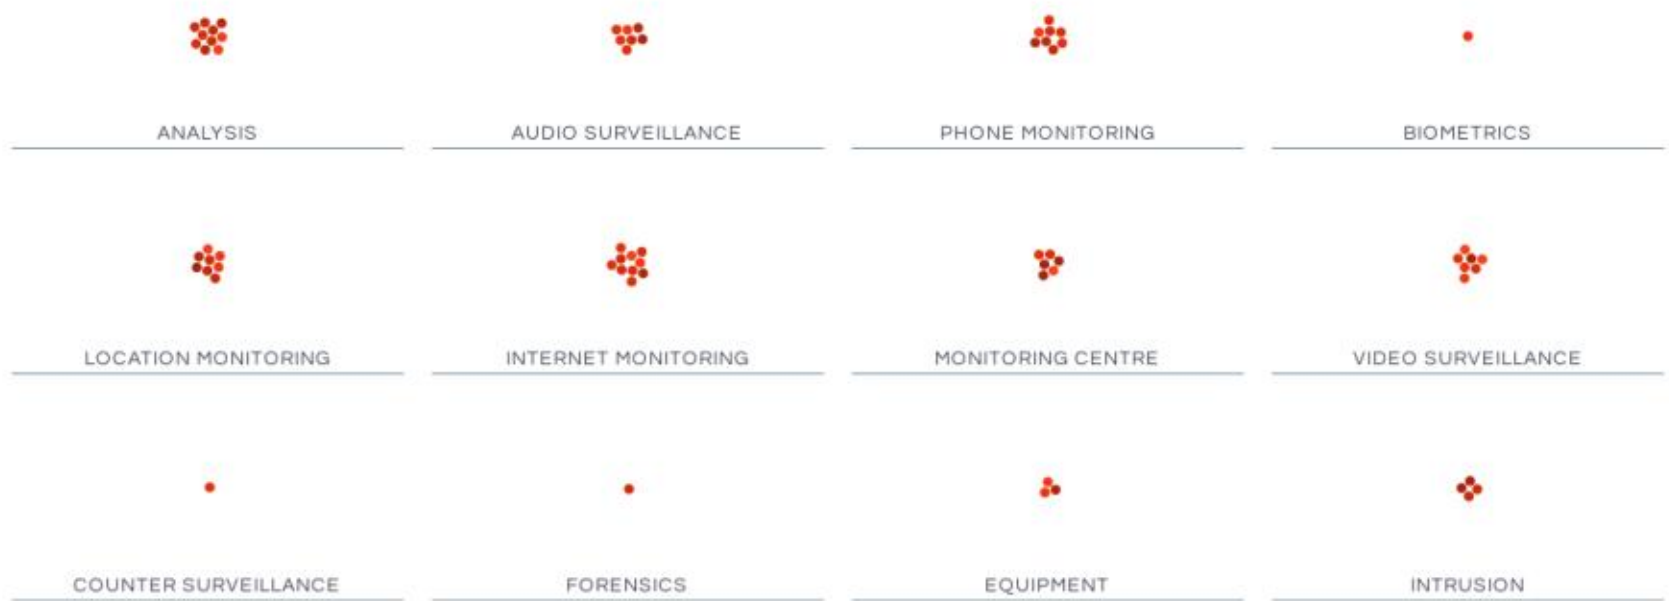 ANALYSIS
AUDIO SURVEILLANCE
PHONE MONITORING
BIOMETRICS
LOCATION MONITORING
INTERNET MONITORING
MONITORING CENTRE
VIDEO SURVEILLANCE
COUNTER SURVEILLANCE
FORENSICS
EQUIPMENT
INTRUSION